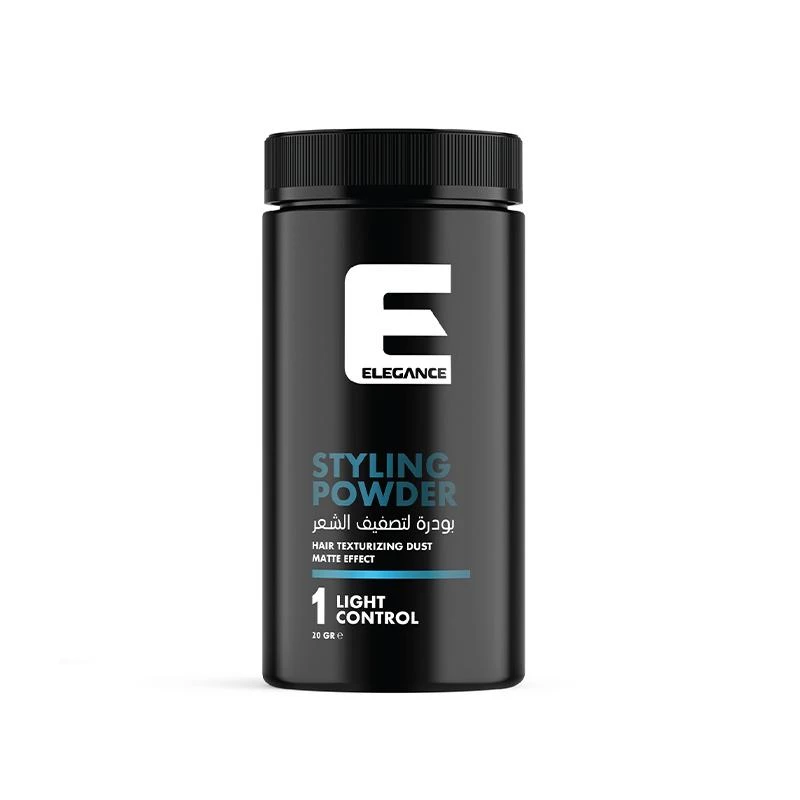 ELEGANCE
STYLING
POWDER
بودرة لتصفيف الشعر
HAIR TEXTURIZING DUST
MATTE EFFECT
1 LIGHT
CONTROL
20 GR ℮